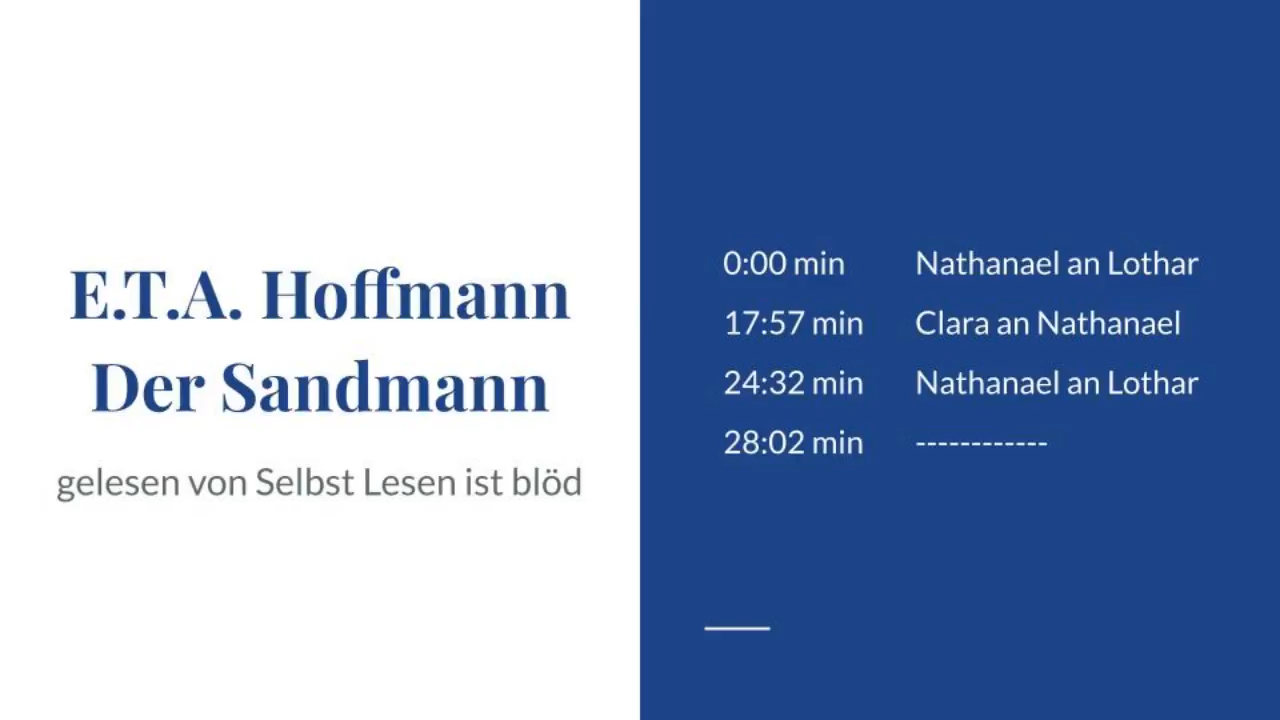 E.T.A. Hoffmann
Der Sandmann
gelesen von Selbst Lesen ist blöd
0:00 min Nathanael an Lothar
17:57 min Clara an Nathanael
24:32 min Nathanael an Lothar
28:02 min ------------